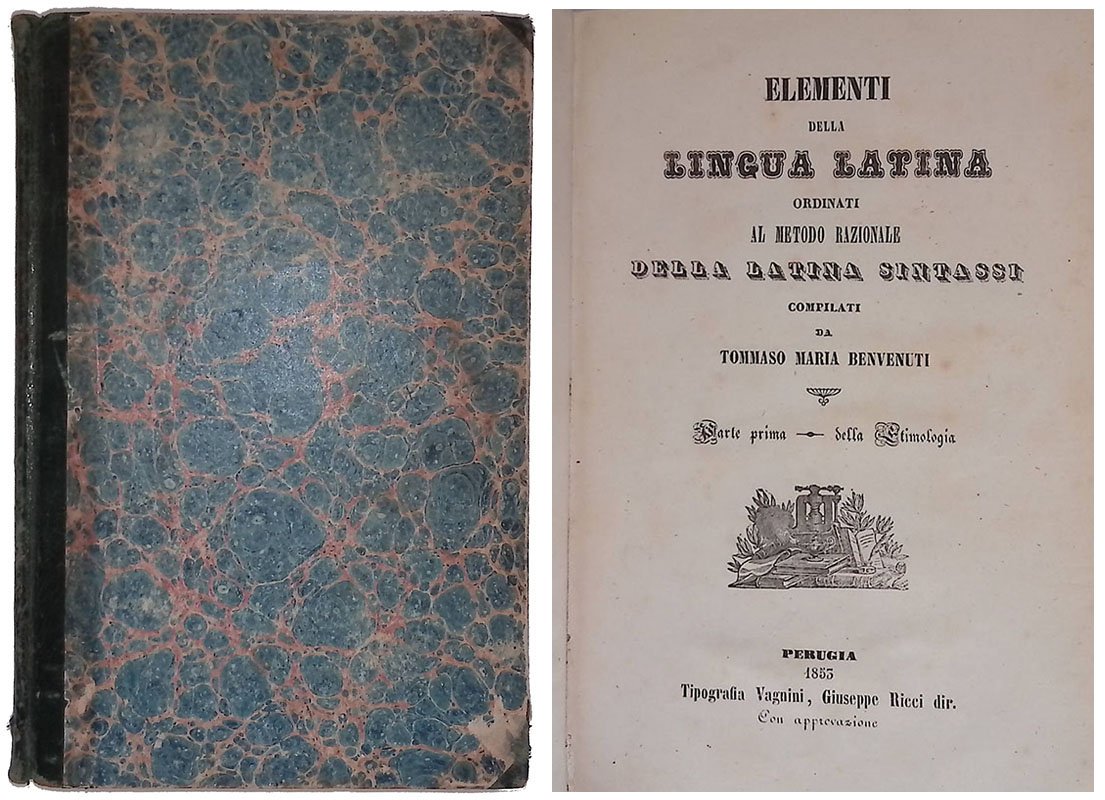 ELEMENTI
DELLA
LINGUA LATINA
ORDINATI
AL METODO RAZIONALE
DELLA LATINA SINTASSI
COMPILATI
DA
TOMMASO MARIA BENVENUTI
Parte prima — della Etimologia
PERUGIA
1853
Tipografia Vagnini, Giuseppe Ricci dir.
Con approvazione